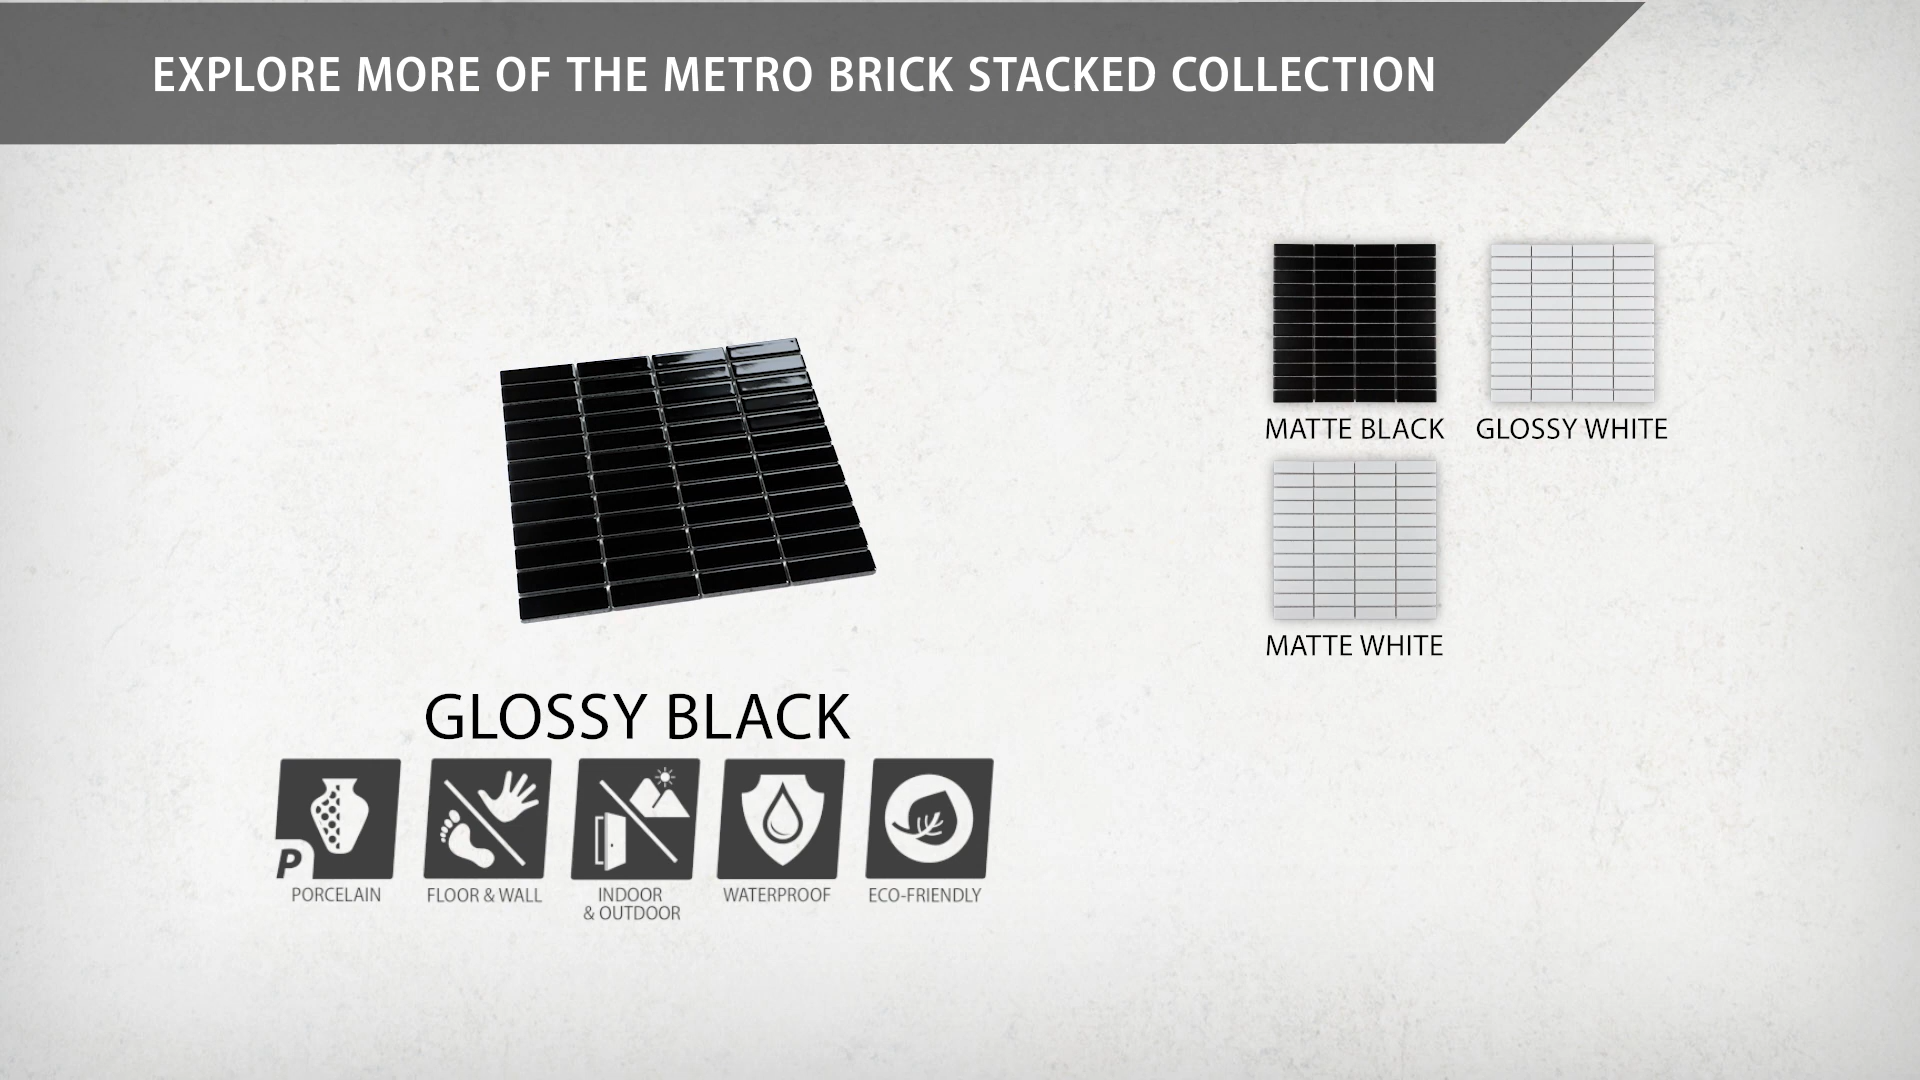 EXPLORE MORE OF THE METRO BRICK STACKED COLLECTION
MATTE BLACK
GLOSSY WHITE
MATTE WHITE
GLOSSY BLACK
P
PORCELAIN
FLOOR & WALL
INDOOR
& OUTDOOR
WATERPROOF
ECO-FRIENDLY